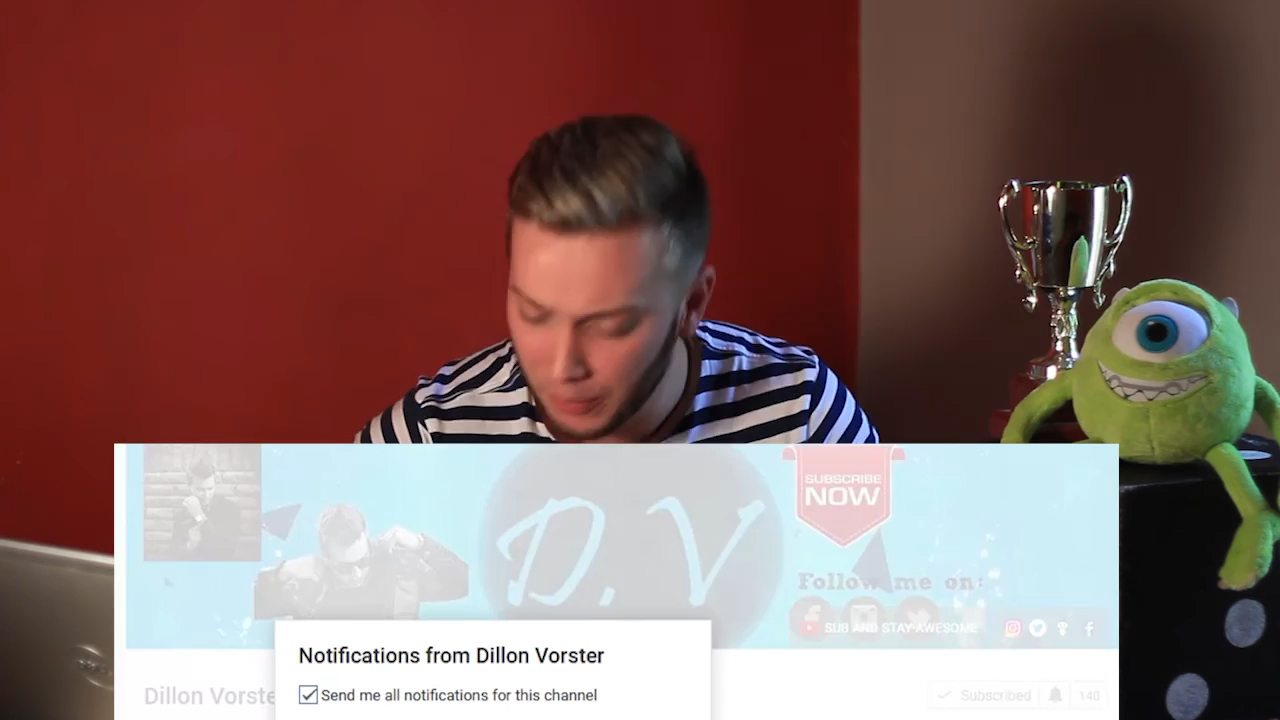 SUBSCRIBE
NOW
D.V
Follow me on:
SUB AND STAY AWESOME
Notifications from Dillon Vorster
Send me all notifications for this channel
Dillon Vorste
Subscribed
140